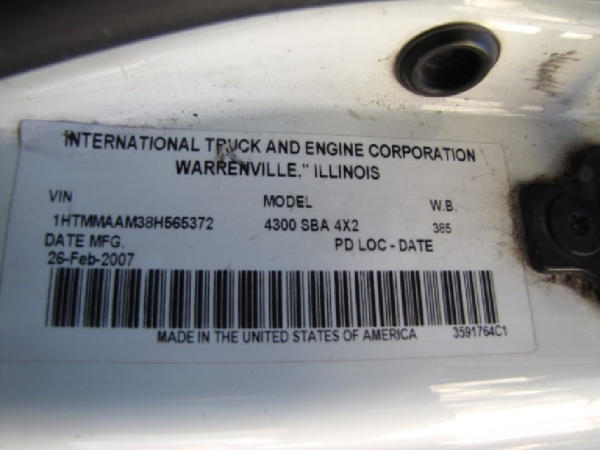 INTERNATIONAL TRUCK AND ENGINE CORPORATION
WARRENVILLE," ILLINOIS
VIN MODEL W.B.
1HTMMAAM38H565372 4300 SBA 4X2 385
DATE MFG. PD LOC - DATE
26-Feb-2007
MADE IN THE UNITED STATES OF AMERICA 3591764C1